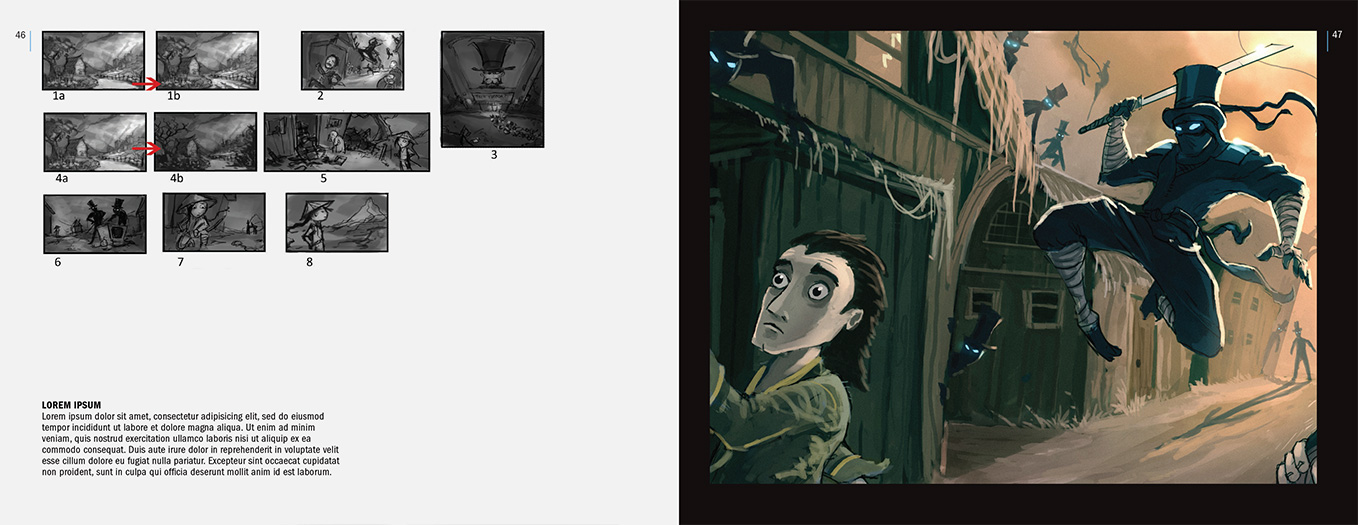 46
1a
1b
2
3
4a
4b
5
6
7
8
LOREM IPSUM
Lorem ipsum dolor sit amet, consectetur adipisicing elit, sed do eiusmod
tempor incididunt ut labore et dolore magna aliqua. Ut enim ad minim
veniam, quis nostrud exercitation ullamco laboris nisi ut aliquip ex ea
commodo consequat. Duis aute irure dolor in reprehenderit in voluptate velit
esse cillum dolore eu fugiat nulla pariatur. Excepteur sint occaecat cupidatat
non proident, sunt in culpa qui officia deserunt mollit anim id est laborum.
47